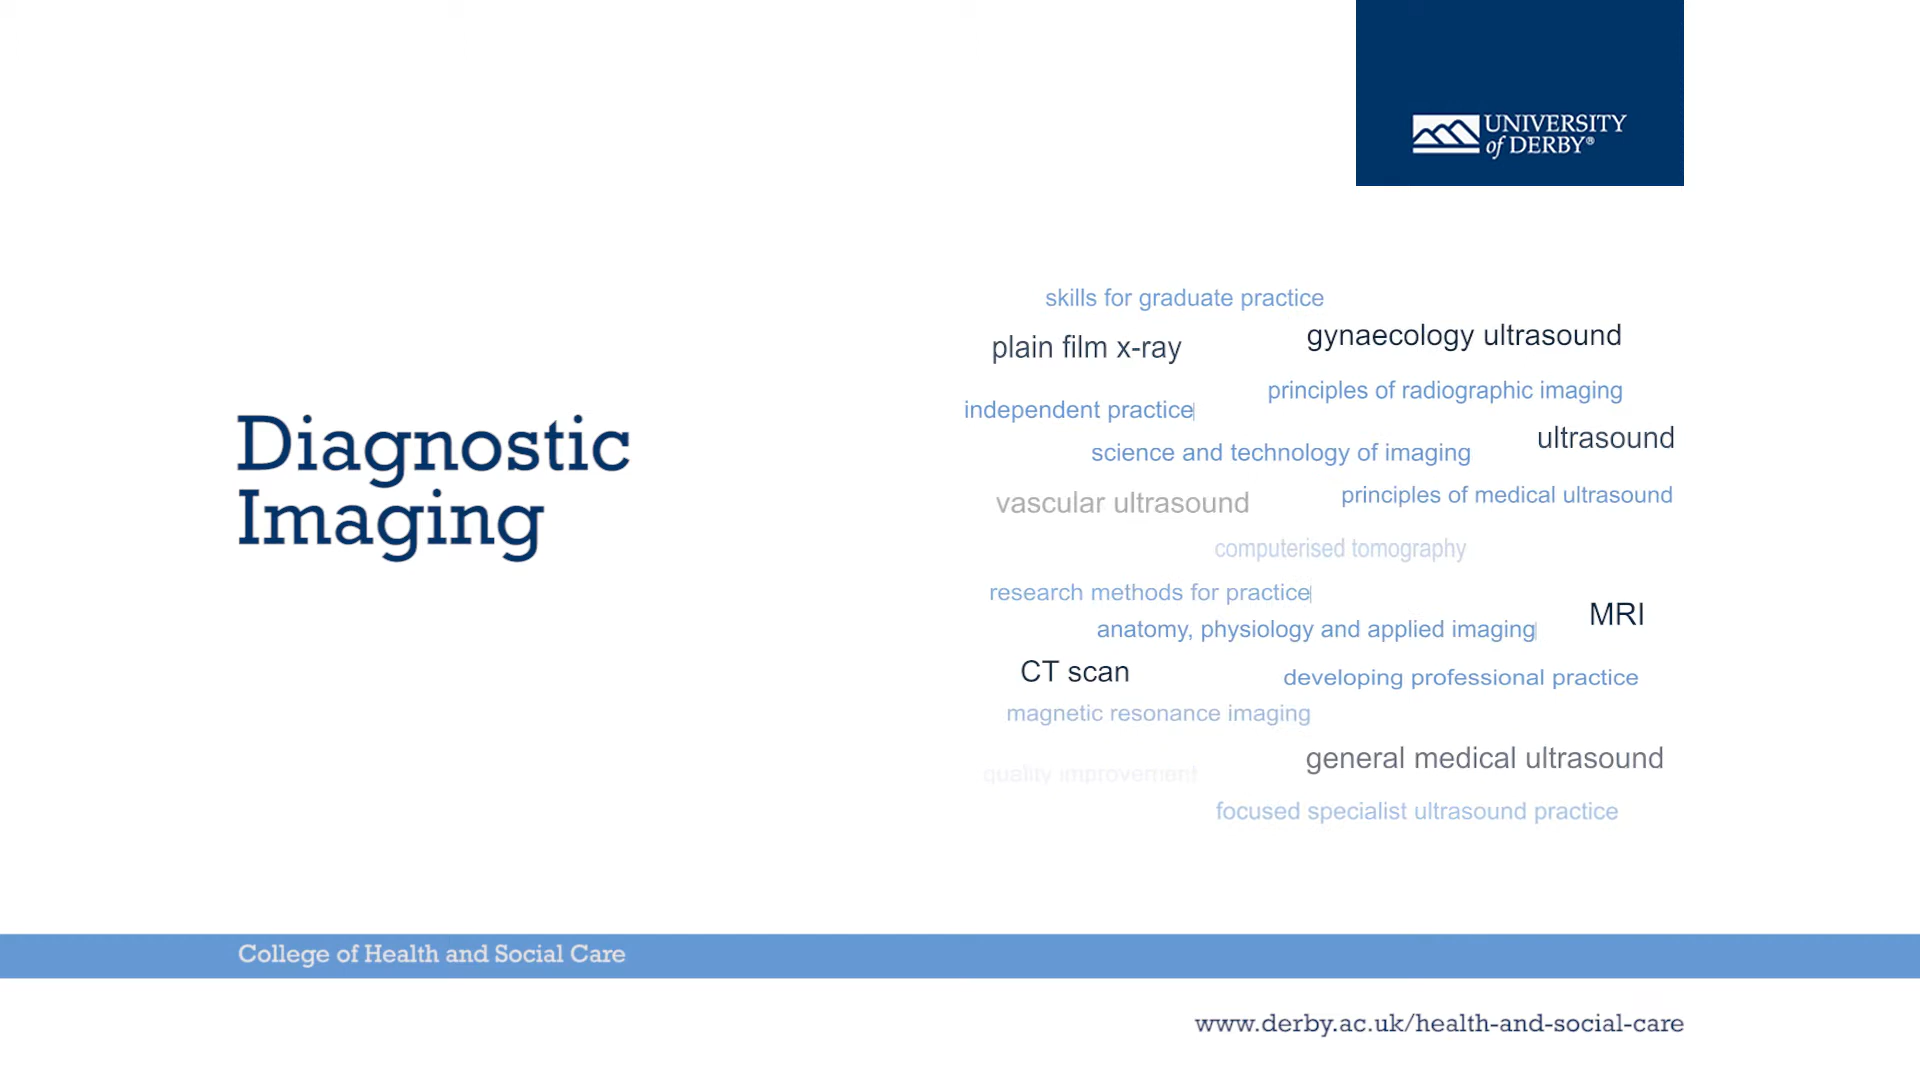 UNIVERSITY
of DERBY®
skills for graduate practice
gynaecology ultrasound
plain film x-ray
principles of radiographic imaging
independent practice
ultrasound
science and technology of imaging
principles of medical ultrasound
vascular ultrasound
computerised tomography
research methods for practice
MRI
anatomy, physiology and applied imaging
CT scan
developing professional practice
magnetic resonance imaging
general medical ultrasound
quality improvement
focused specialist ultrasound practice
Diagnostic
Imaging
College of Health and Social Care
www.derby.ac.uk/health-and-social-care